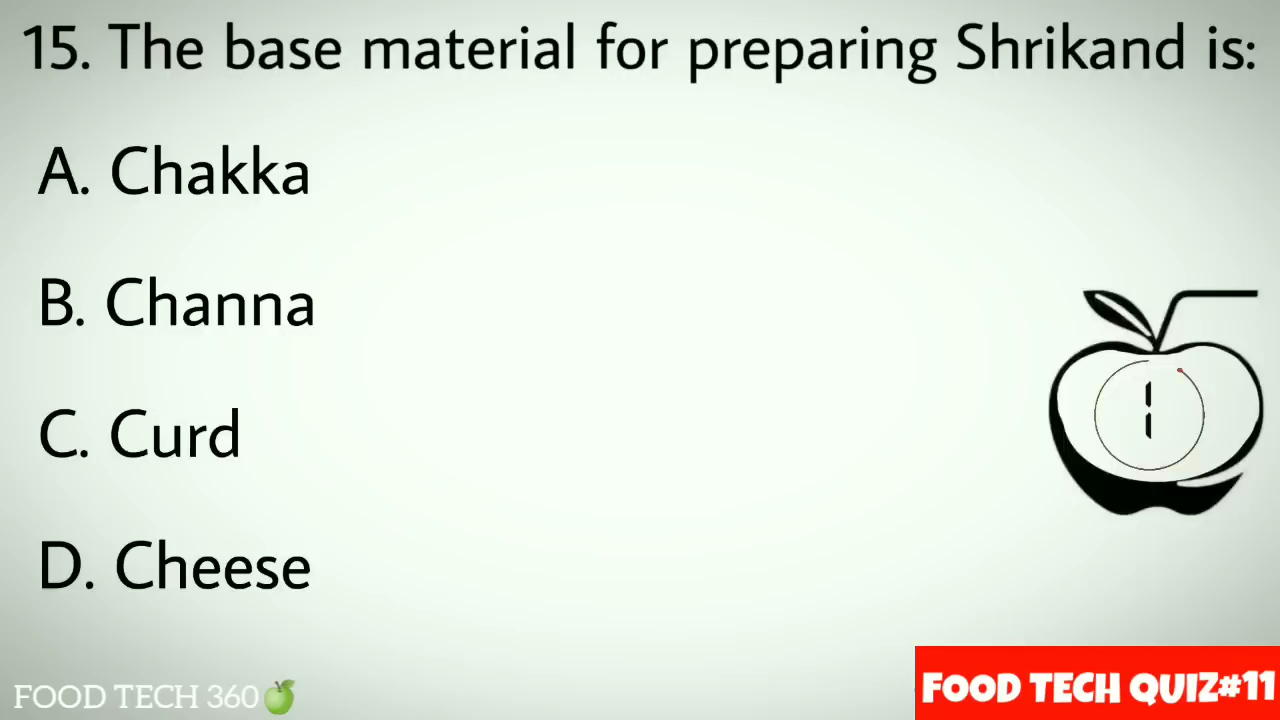 15. The base material for preparing Shrikand is:
A. Chakka
B. Channa
C. Curd
D. Cheese
1
FOOD TECH 360
FOOD TECH QUIZ#11